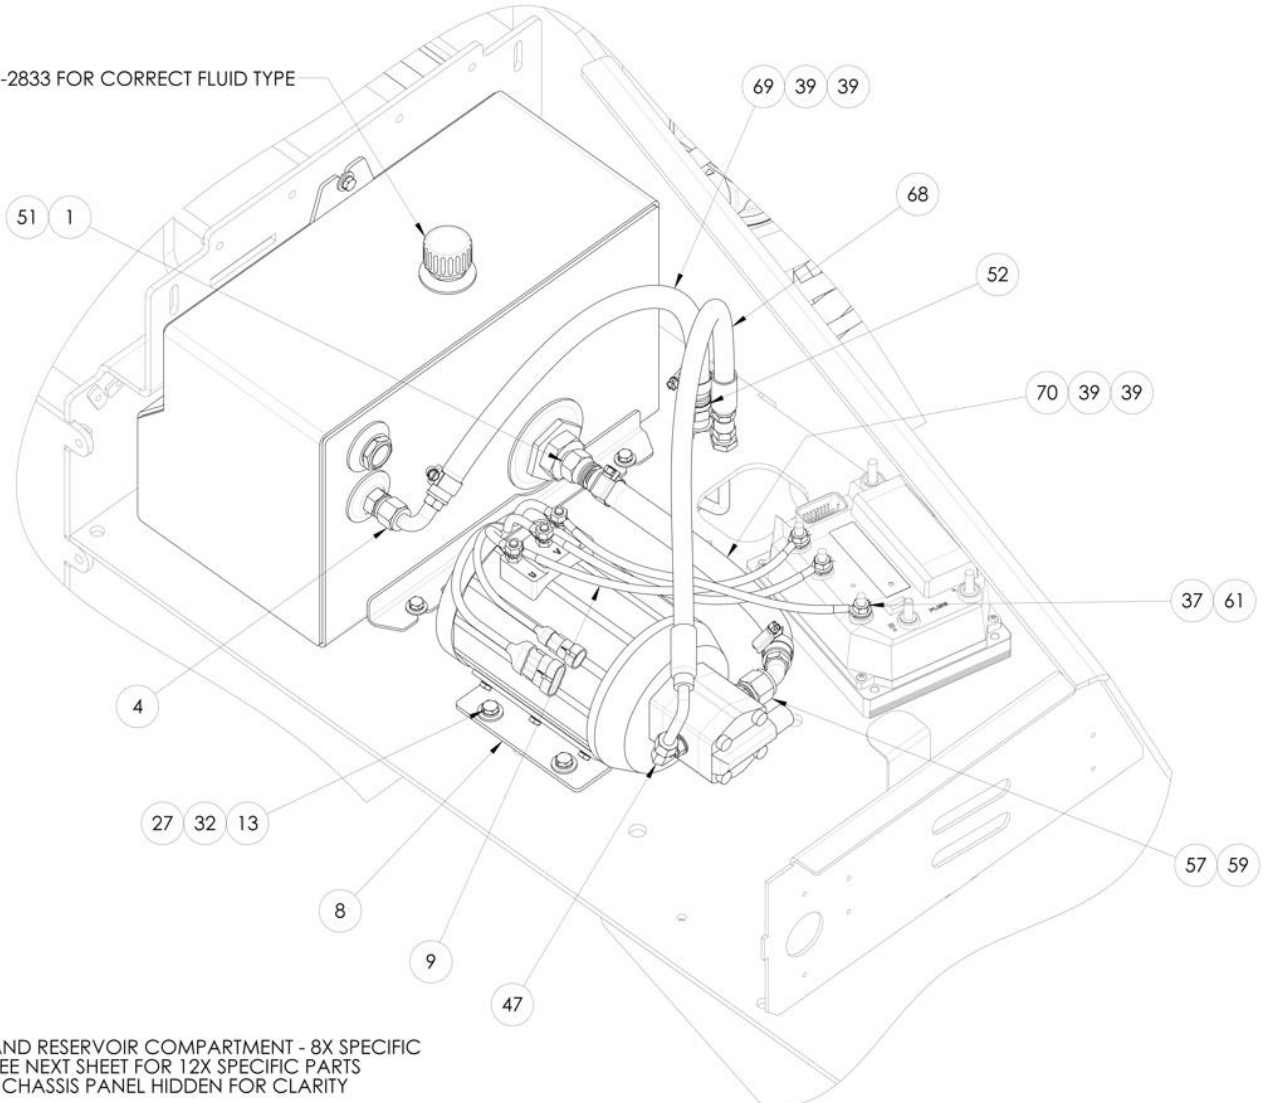 -2833 FOR CORRECT FLUID TYPE
69 39 39
68
51 1
52
70 39 39
37 61
4
27 32 13
57 59
8
9
47
AND RESERVOIR COMPARTMENT - 8X SPECIFIC
EE NEXT SHEET FOR 12X SPECIFIC PARTS
CHASSIS PANEL HIDDEN FOR CLARITY